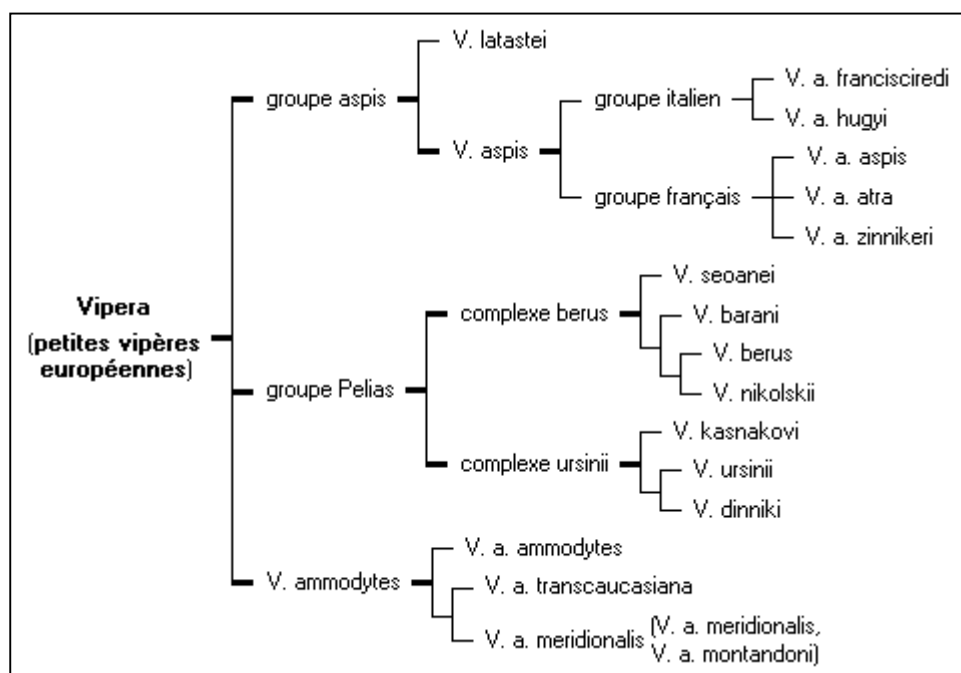 V. latastei
groupe aspis
V. a. francisciredi
groupe italien
V. a. hugyi
V. aspis
V. a. aspis
groupe français
V. a. atra
V. a. zinnikeri
V. seoanei
Vipera
(petites vipères
européennes)
complexe berus
V. barani
V. berus
V. nikolskii
groupe Pelias
V. kasnakovi
complexe ursinii
V. ursinii
V. dinniki
V. a. ammodytes
V. ammodytes
V. a. transcaucasiana
V. a. meridionalis (V. a. meridionalis,
V. a. montandoni)